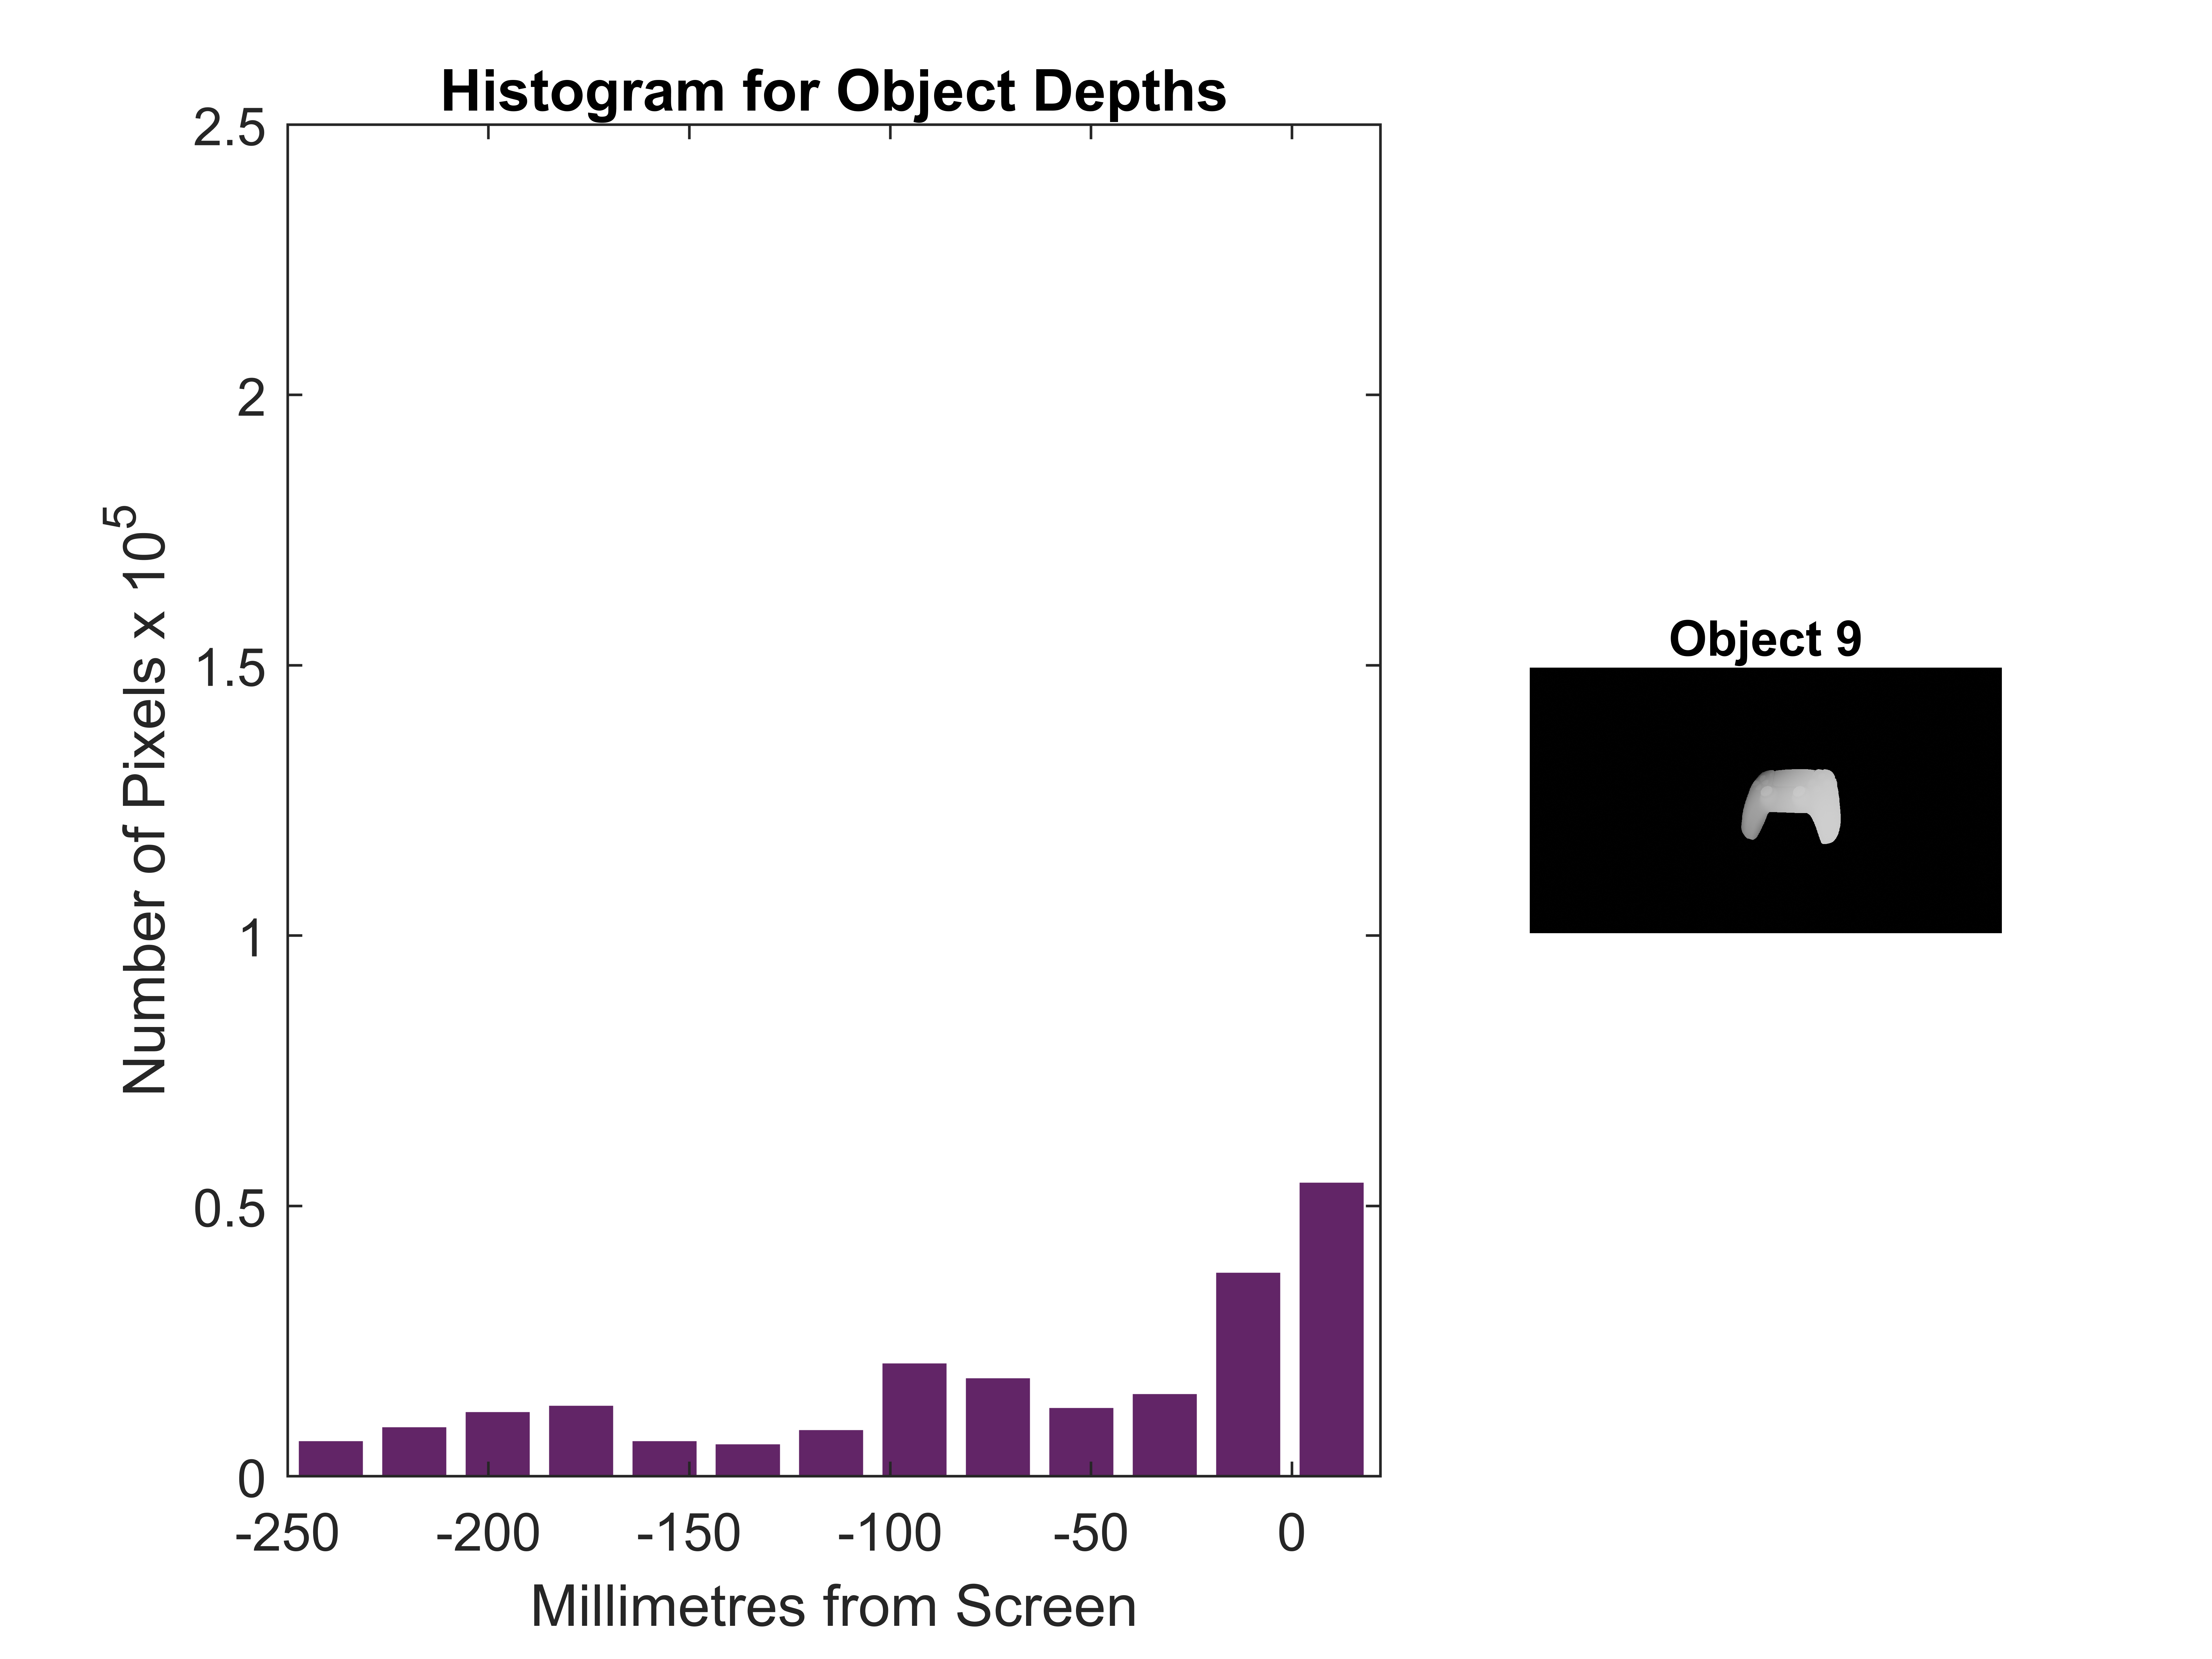 Histogram for Object Depths
2.5
2
1.5
1
0.5
0
Number of Pixels x 10^5
-250 -200 -150 -100 -50 0
Millimetres from Screen
Object 9